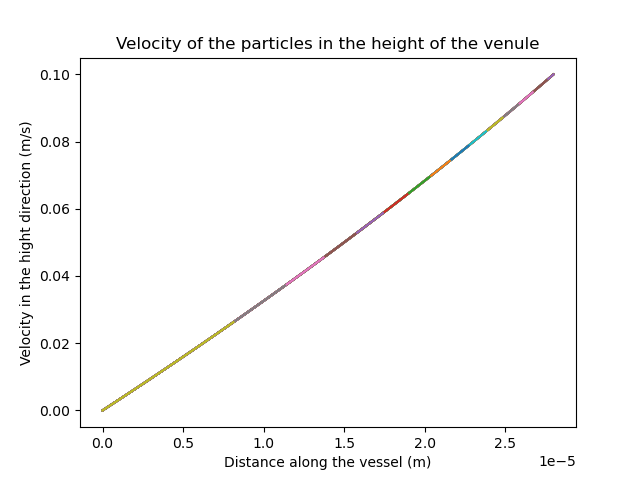 Velocity of the particles in the height of the venule
0.10
0.08
0.06
0.04
0.02
0.00
Velocity in the hight direction (m/s)
0.0 0.5 1.0 1.5 2.0 2.5
1e−5
Distance along the vessel (m)